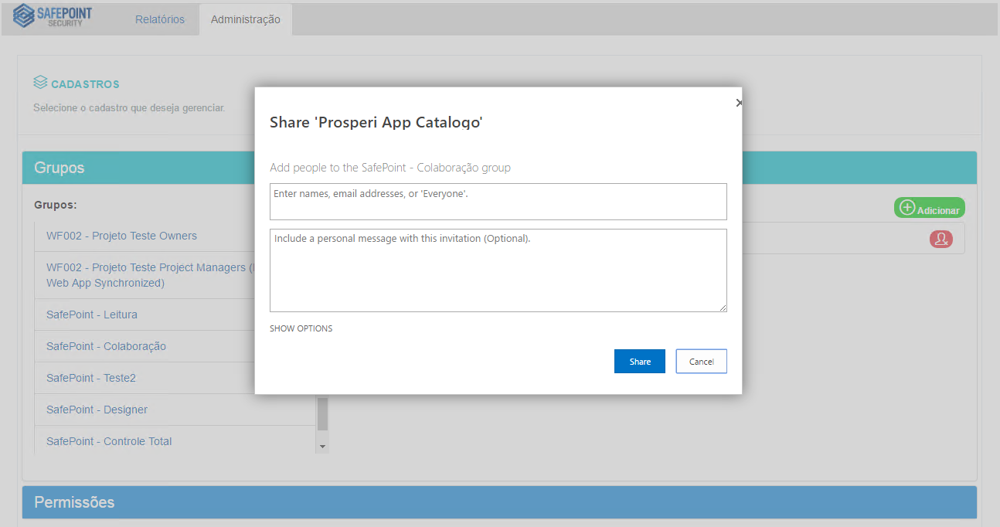 SAFEPOINT
SECURITY
Relatórios
Administração
CADASTROS
Selecione o cadastro que deseja gerenciar.
Grupos
Grupos:
WF002 - Projeto Teste Owners
WF002 - Projeto Teste Project Managers (
Web App Synchronized)
SafePoint - Leitura
SafePoint - Colaboração
SafePoint - Teste2
SafePoint - Designer
SafePoint - Controle Total
Adicionar
Share 'Prosperi App Catalogo'
Add people to the SafePoint - Colaboração group
Enter names, email addresses, or 'Everyone'.
Include a personal message with this invitation (Optional).
SHOW OPTIONS
Share
Cancel
Permissões